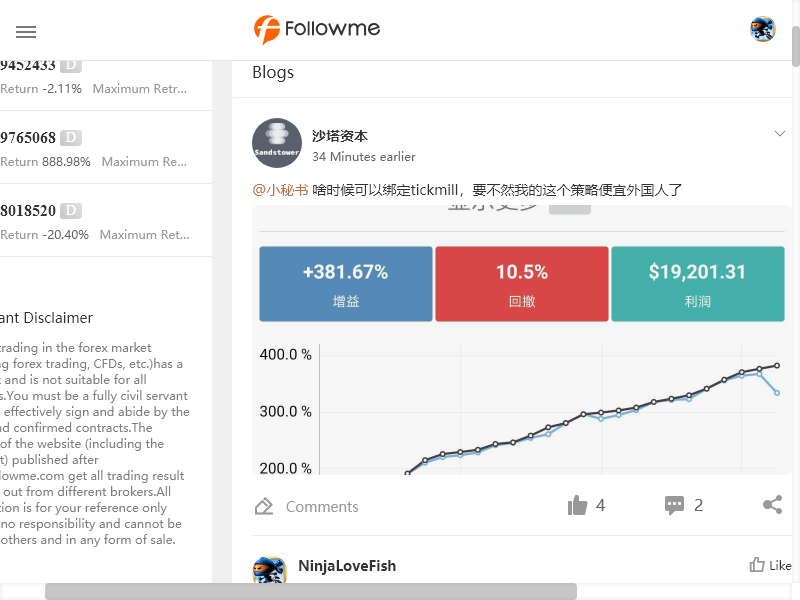 Followme
9452433 D
Return -2.11% Maximum Retr...
9765068 D
Return 888.98% Maximum Re...
8018520 D
Return -20.40% Maximum Ret...
ant Disclaimer
trading in the forex market
ng forex trading, CFDs, etc.)has a
and is not suitable for all
s.You must be a fully civil servant
effectively sign and abide by the
nd confirmed contracts.The
of the website (including the
t) published after
lowme.com get all trading result
out from different brokers.All
tion is for your reference only
no responsibility and cannot be
others and in any form of sale.
Blogs
Sandstower
沙塔资本
34 Minutes earlier
@小秘书 啥时候可以绑定tickmill，要不然我的这个策略便宜外国人了
显示更多
+381.67% 10.5% $19,201.31
增益 回撤 利润
400.0 %
300.0 %
200.0 %
Comments 4 2
NinjaLoveFish Like